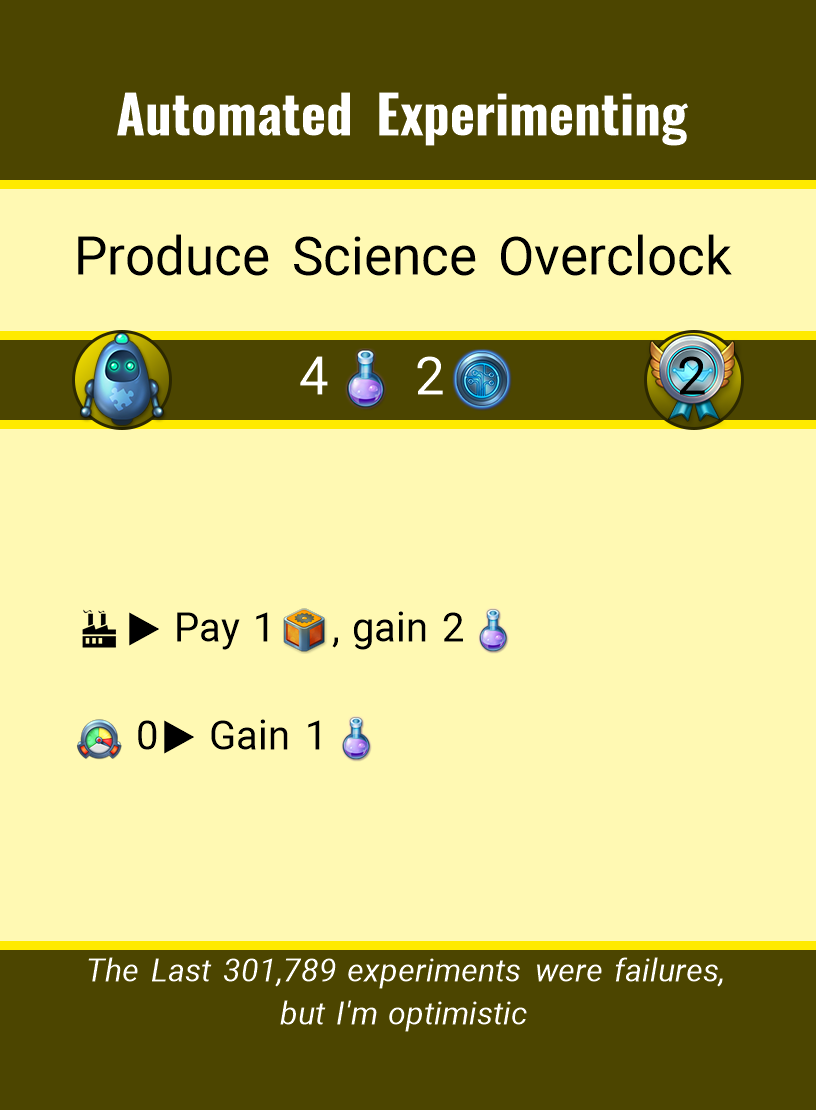 Automated Experimenting
Produce Science Overclock
4 2 2
▶ Pay 1 , gain 2
0▶ Gain 1
The Last 301,789 experiments were failures,
but I'm optimistic